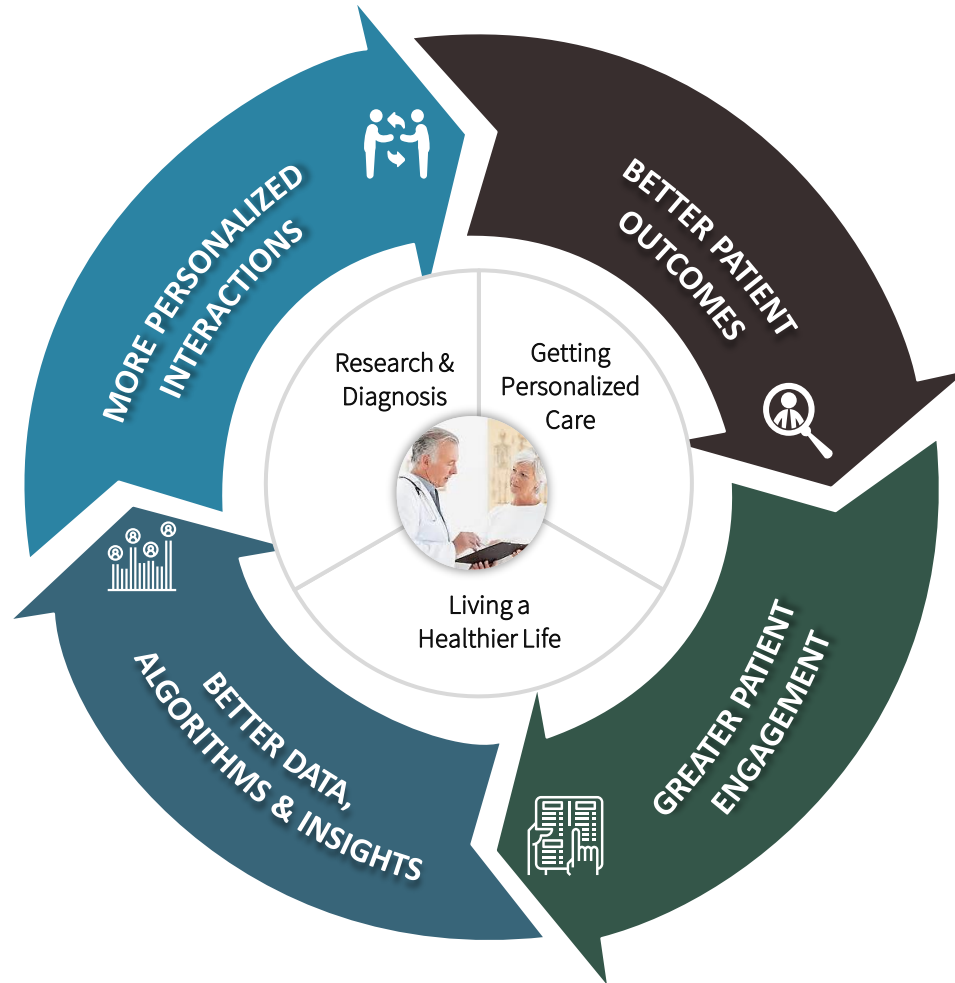 MORE PERSONALIZED
INTERACTIONS
BETTER PATIENT
OUTCOMES
GREATER PATIENT
ENGAGEMENT
BETTER DATA,
ALGORITHMS & INSIGHTS
Research &
Diagnosis
Getting
Personalized
Care
Living a
Healthier Life